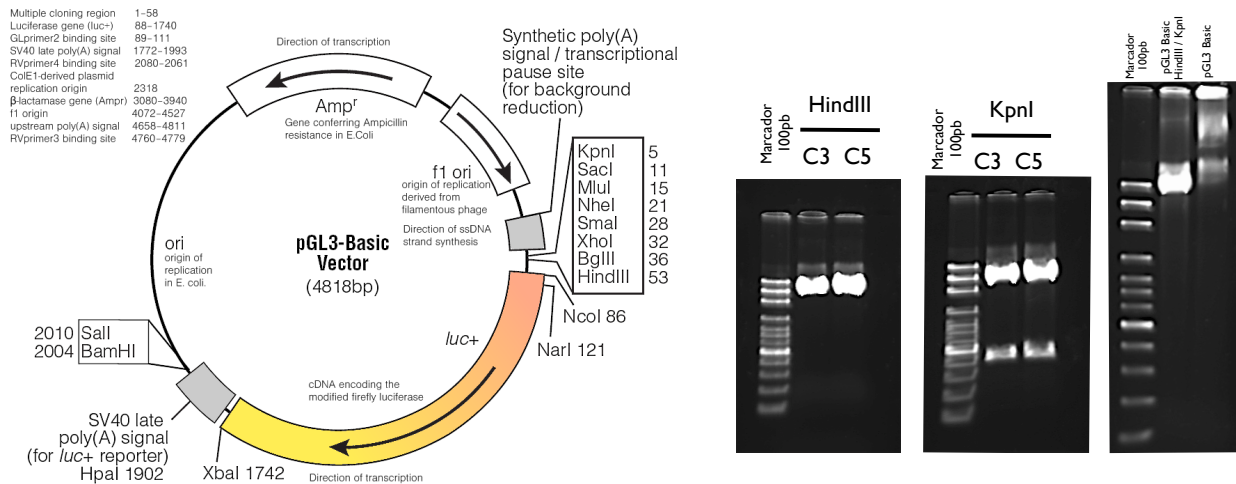 Multiple cloning region 1-58
Luciferase gene (luc+) 88-1740
GLprimer2 binding site 89-111
SV40 late poly(A) signal 1772-1993
RVprimer4 binding site 2080-2061
ColE1-derived plasmid
replication origin 2318
β-lactamase gene (Ampr) 3080-3940
f1 origin 4072-4527
upstream poly(A) signal 4658-4811
RVprimer3 binding site 4760-4779
Direction of transcription
Ampr
Gene conferring Ampicillin
resistance in E.Coli
f1 ori
origin of replication
derived from
filamentous phage
Direction of ssDNA
strand synthesis
Synthetic poly(A)
signal / transcriptional
pause site
(for background
reduction)
KpnI 5
SacI 11
MluI 15
NheI 21
SmaI 28
XhoI 32
BglII 36
HindIII 53
pGL3-Basic
Vector
(4818bp)
ori
origin of
replication
in E. coli.
NcoI 86
NarI 121
luc+
2010 SalI
2004 BamHI
cDNA encoding the
modified firefly luciferase
SV40 late
poly(A) signal
(for luc+ reporter)
HpaI 1902
XbaI 1742
Direction of transcription
Marcador
100pb
HindIII
C3 C5
Marcador
100pb
KpnI
C3 C5
Marcador
100pb
pGL3 Basic
HindIII / KpnI
pGL3 Basic